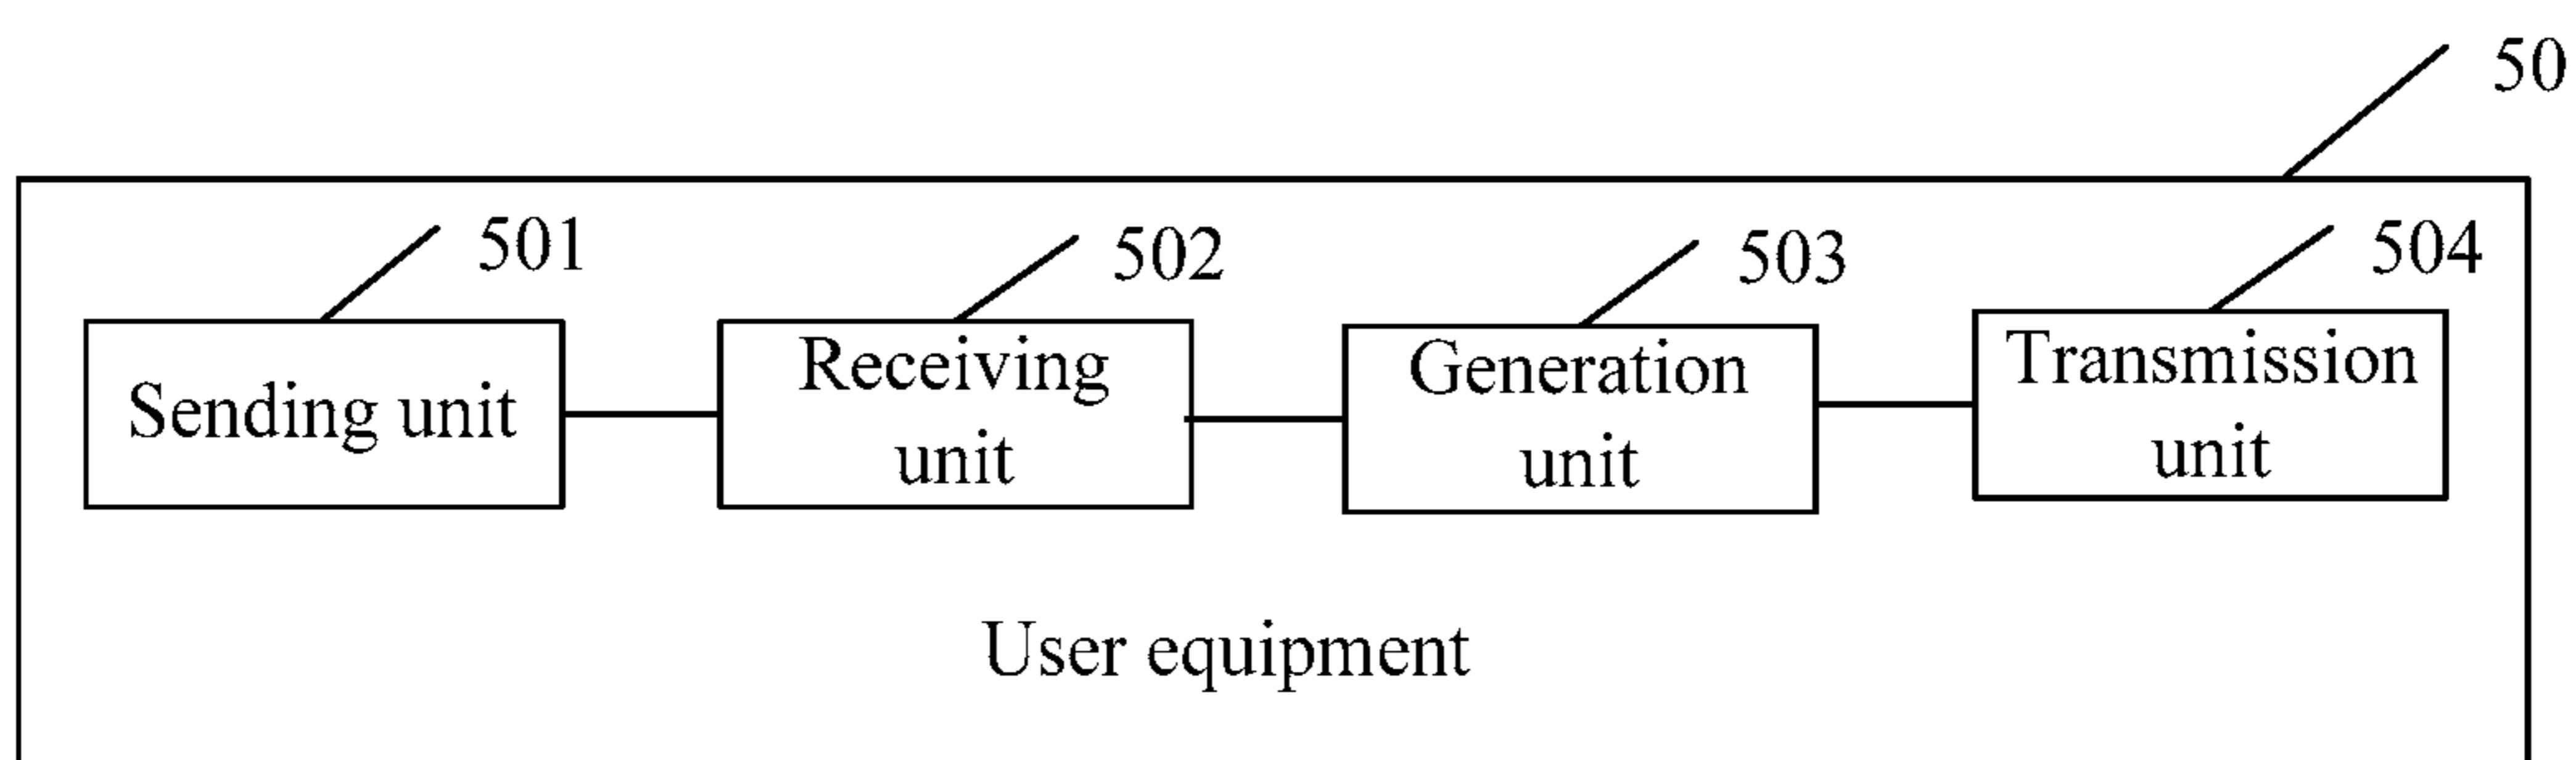 50
501
502
503
504
Sending unit
Receiving
unit
Generation
unit
Transmission
unit
User equipment